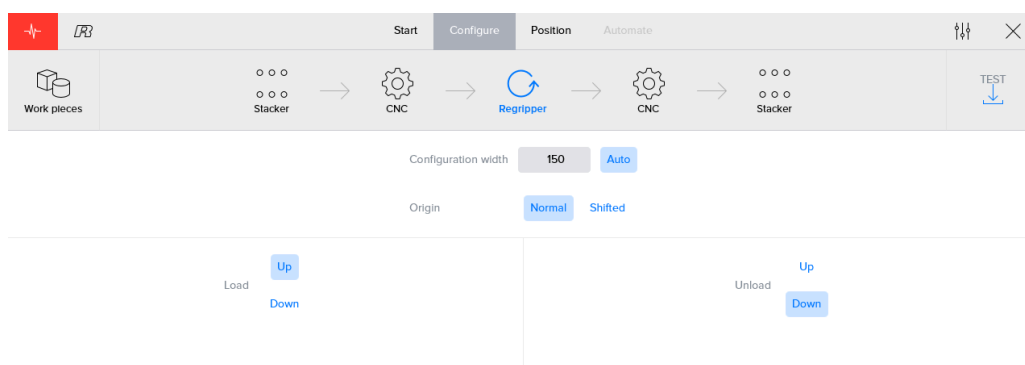 Start Configure Position Automate
Work pieces Stacker CNC Regripper CNC Stacker TEST
Configuration width 150 Auto
Origin Normal Shifted
Load Up Down
Unload Up Down